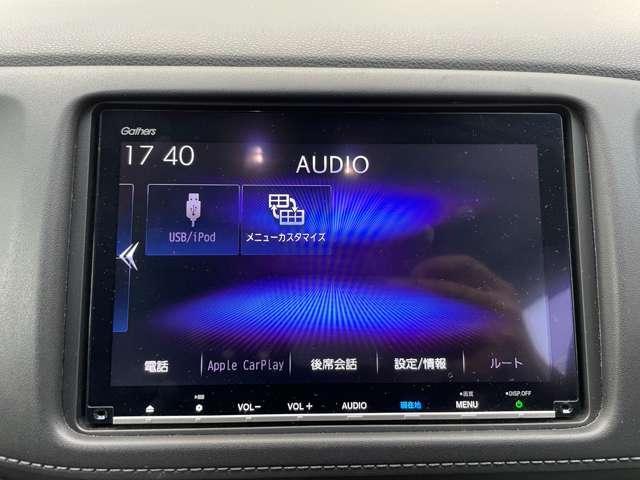 Gathers
17 40
AUDIO
USB/iPod
メニューカスタマイズ
電話 Apple CarPlay 後席会話 設定/情報 ルート
VOL− VOL+ AUDIO 現在地 MENU
画質
DISP.OFF